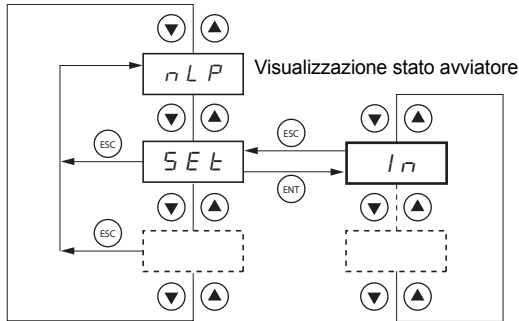 nLP
Visualizzazione stato avviatore
ESC
ESC
SEt
In
ENT
ESC